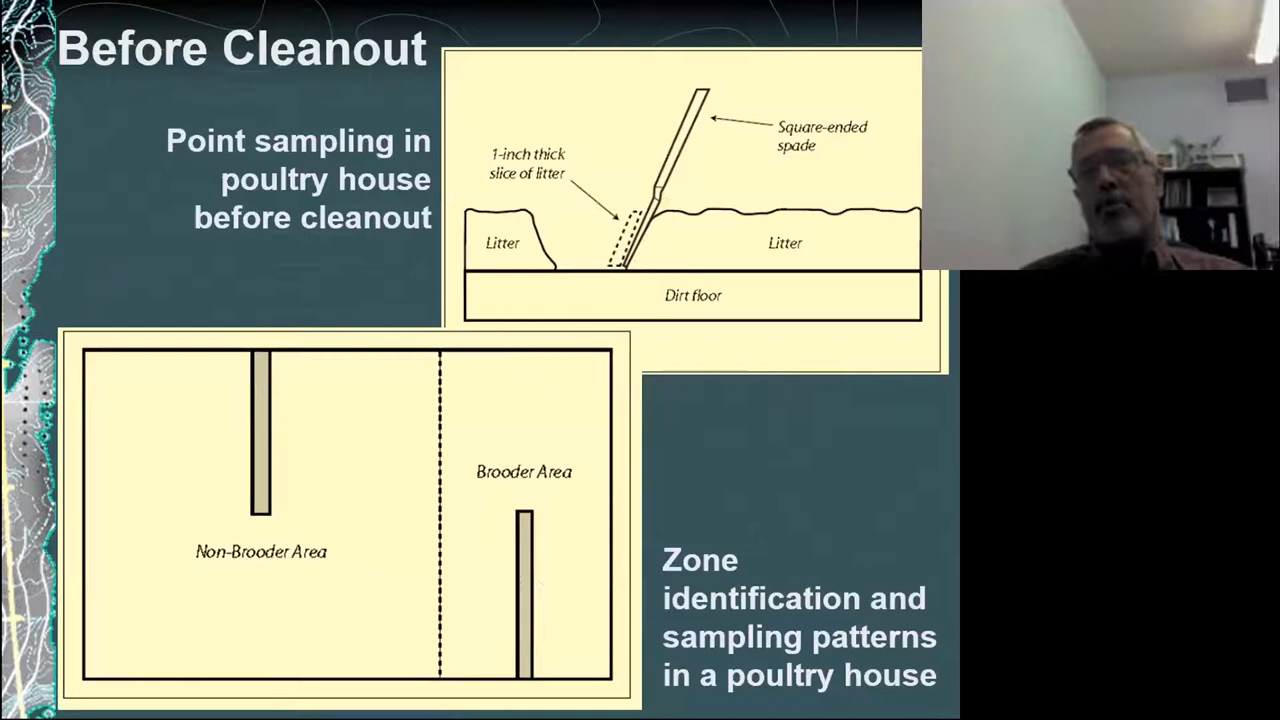 Before Cleanout
Point sampling in
poultry house
before cleanout
1-inch thick
slice of litter
Square-ended
spade
Litter
Litter
Dirt floor
Non-Brooder Area
Brooder Area
Zone
identification and
sampling patterns
in a poultry house